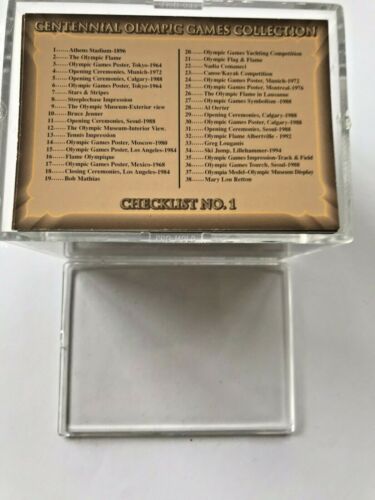 CENTENNIAL OLYMPIC GAMES COLLECTION
1......Athens Stadium-1896
2......The Olympic Flame
3......Olympic Games Poster, Tokyo-1964
4......Opening Ceremonies, Munich-1972
5......Opening Ceremonies, Calgary-1988
6......Olympic Games Poster, Tokyo-1964
7......Stars & Stripes
8......Steeplechase Impression
9......The Olympic Museum-Exterior view
10.....Bruce Jenner
11.....Opening Ceremonies, Seoul-1988
12.....The Olympic Museum-Interior View.
13.....Tennis Impression
14.....Olympic Games Poster, Moscow-1980
15.....Olympic Games Poster, Los Angeles-1984
16.....Flame Olympique
17.....Olympic Games Poster, Mexico-1968
18.....Closing Ceremonies, Los Angeles-1984
19.....Bob Mathias
20.....Olympic Games Yachting Competition
21.....Olympic Flag & Flame
22.....Nadia Comaneci
23.....Canoe/Kayak Competition
24.....Olympic Games Poster, Munich-1972
25.....Olympic Games Poster, Montreal-1976
26.....The Olympic Flame in Lausanne
27.....Olympic Games Symbolism-1988
28.....Al Oerter
29.....Opening Ceremonies, Calgary-1988
30.....Olympic Games Poster, Calgary-1988
31.....Opening Ceremonies, Seoul-1988
32.....Olympic Flame Albertville - 1992
33.....Greg Louganis
34.....Ski Jump, Lillehammer-1994
35.....Olympic Games Impression-Track & Field
36.....Olympic Games Tourch, Seoul-1988
37.....Olympia Model-Olympic Museum Display
38.....Mary Lou Retton
CHECKLIST NO. 1
PRO-MOLD